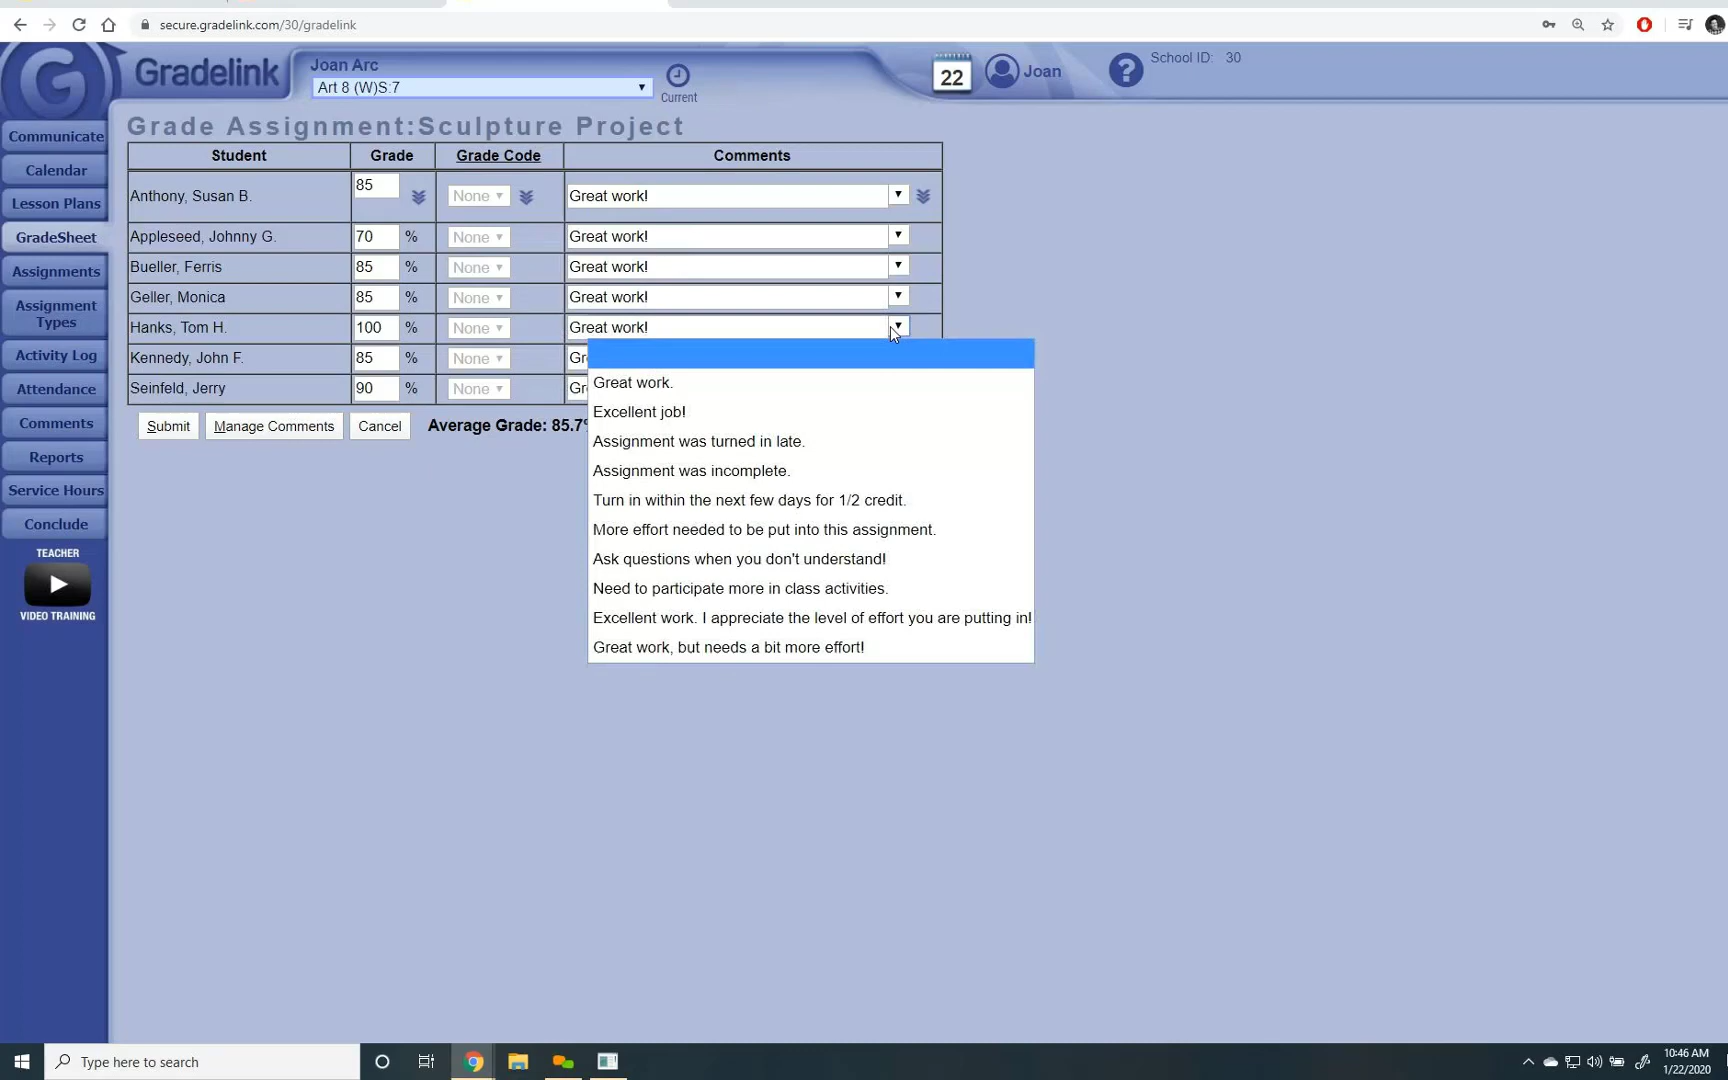 secure.gradelink.com/30/gradelink
Gradelink
Joan Arc
Art 8 (W)S:7
Current
22
Joan
?
School ID: 30
Communicate
Calendar
Lesson Plans
GradeSheet
Assignments
Assignment
Types
Activity Log
Attendance
Comments
Reports
Service Hours
Conclude
TEACHER
VIDEO TRAINING
Grade Assignment:Sculpture Project
Student Grade Grade Code Comments
Anthony, Susan B. 85 None Great work!
Appleseed, Johnny G. 70 % None Great work!
Bueller, Ferris 85 % None Great work!
Geller, Monica 85 % None Great work!
Hanks, Tom H. 100 % None Great work!
Kennedy, John F. 85 % None Gr
Seinfeld, Jerry 90 % None Gr
Submit Manage Comments Cancel Average Grade: 85.7
Great work.
Excellent job!
Assignment was turned in late.
Assignment was incomplete.
Turn in within the next few days for 1/2 credit.
More effort needed to be put into this assignment.
Ask questions when you don't understand!
Need to participate more in class activities.
Excellent work. I appreciate the level of effort you are putting in!
Great work, but needs a bit more effort!
Type here to search
10:46 AM
1/22/2020